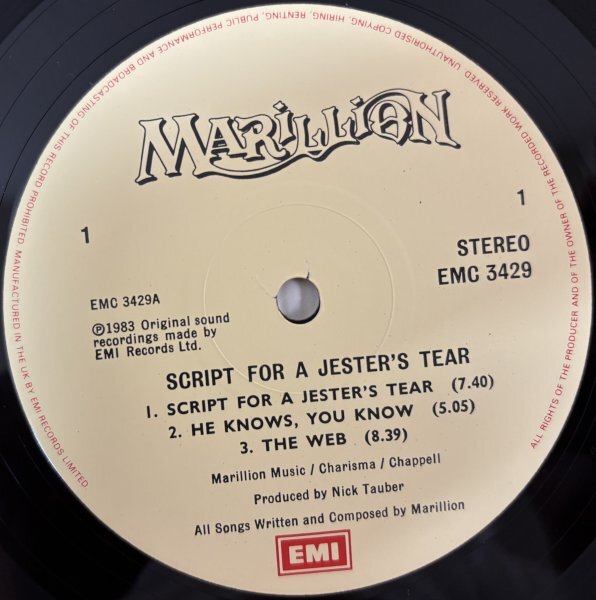 MARILLION
1
1
STEREO
EMC 3429
EMC 3429A
℗1983 Original sound
recordings made by
EMI Records Ltd.
SCRIPT FOR A JESTER'S TEAR
1. SCRIPT FOR A JESTER'S TEAR (7.40)
2. HE KNOWS, YOU KNOW (5.05)
3. THE WEB (8.39)
Marillion Music / Charisma / Chappell
Produced by Nick Tauber
All Songs Written and Composed by Marillion
EMI
ALL RIGHTS OF THE PRODUCER AND OF THE OWNER OF THE RECORDED WORK RESERVED. UNAUTHORISED COPYING, HIRING, RENTING, PUBLIC PERFORMANCE AND BROADCASTING OF THIS RECORD PROHIBITED. MANUFACTURED IN THE UK BY EMI RECORDS LIMITED